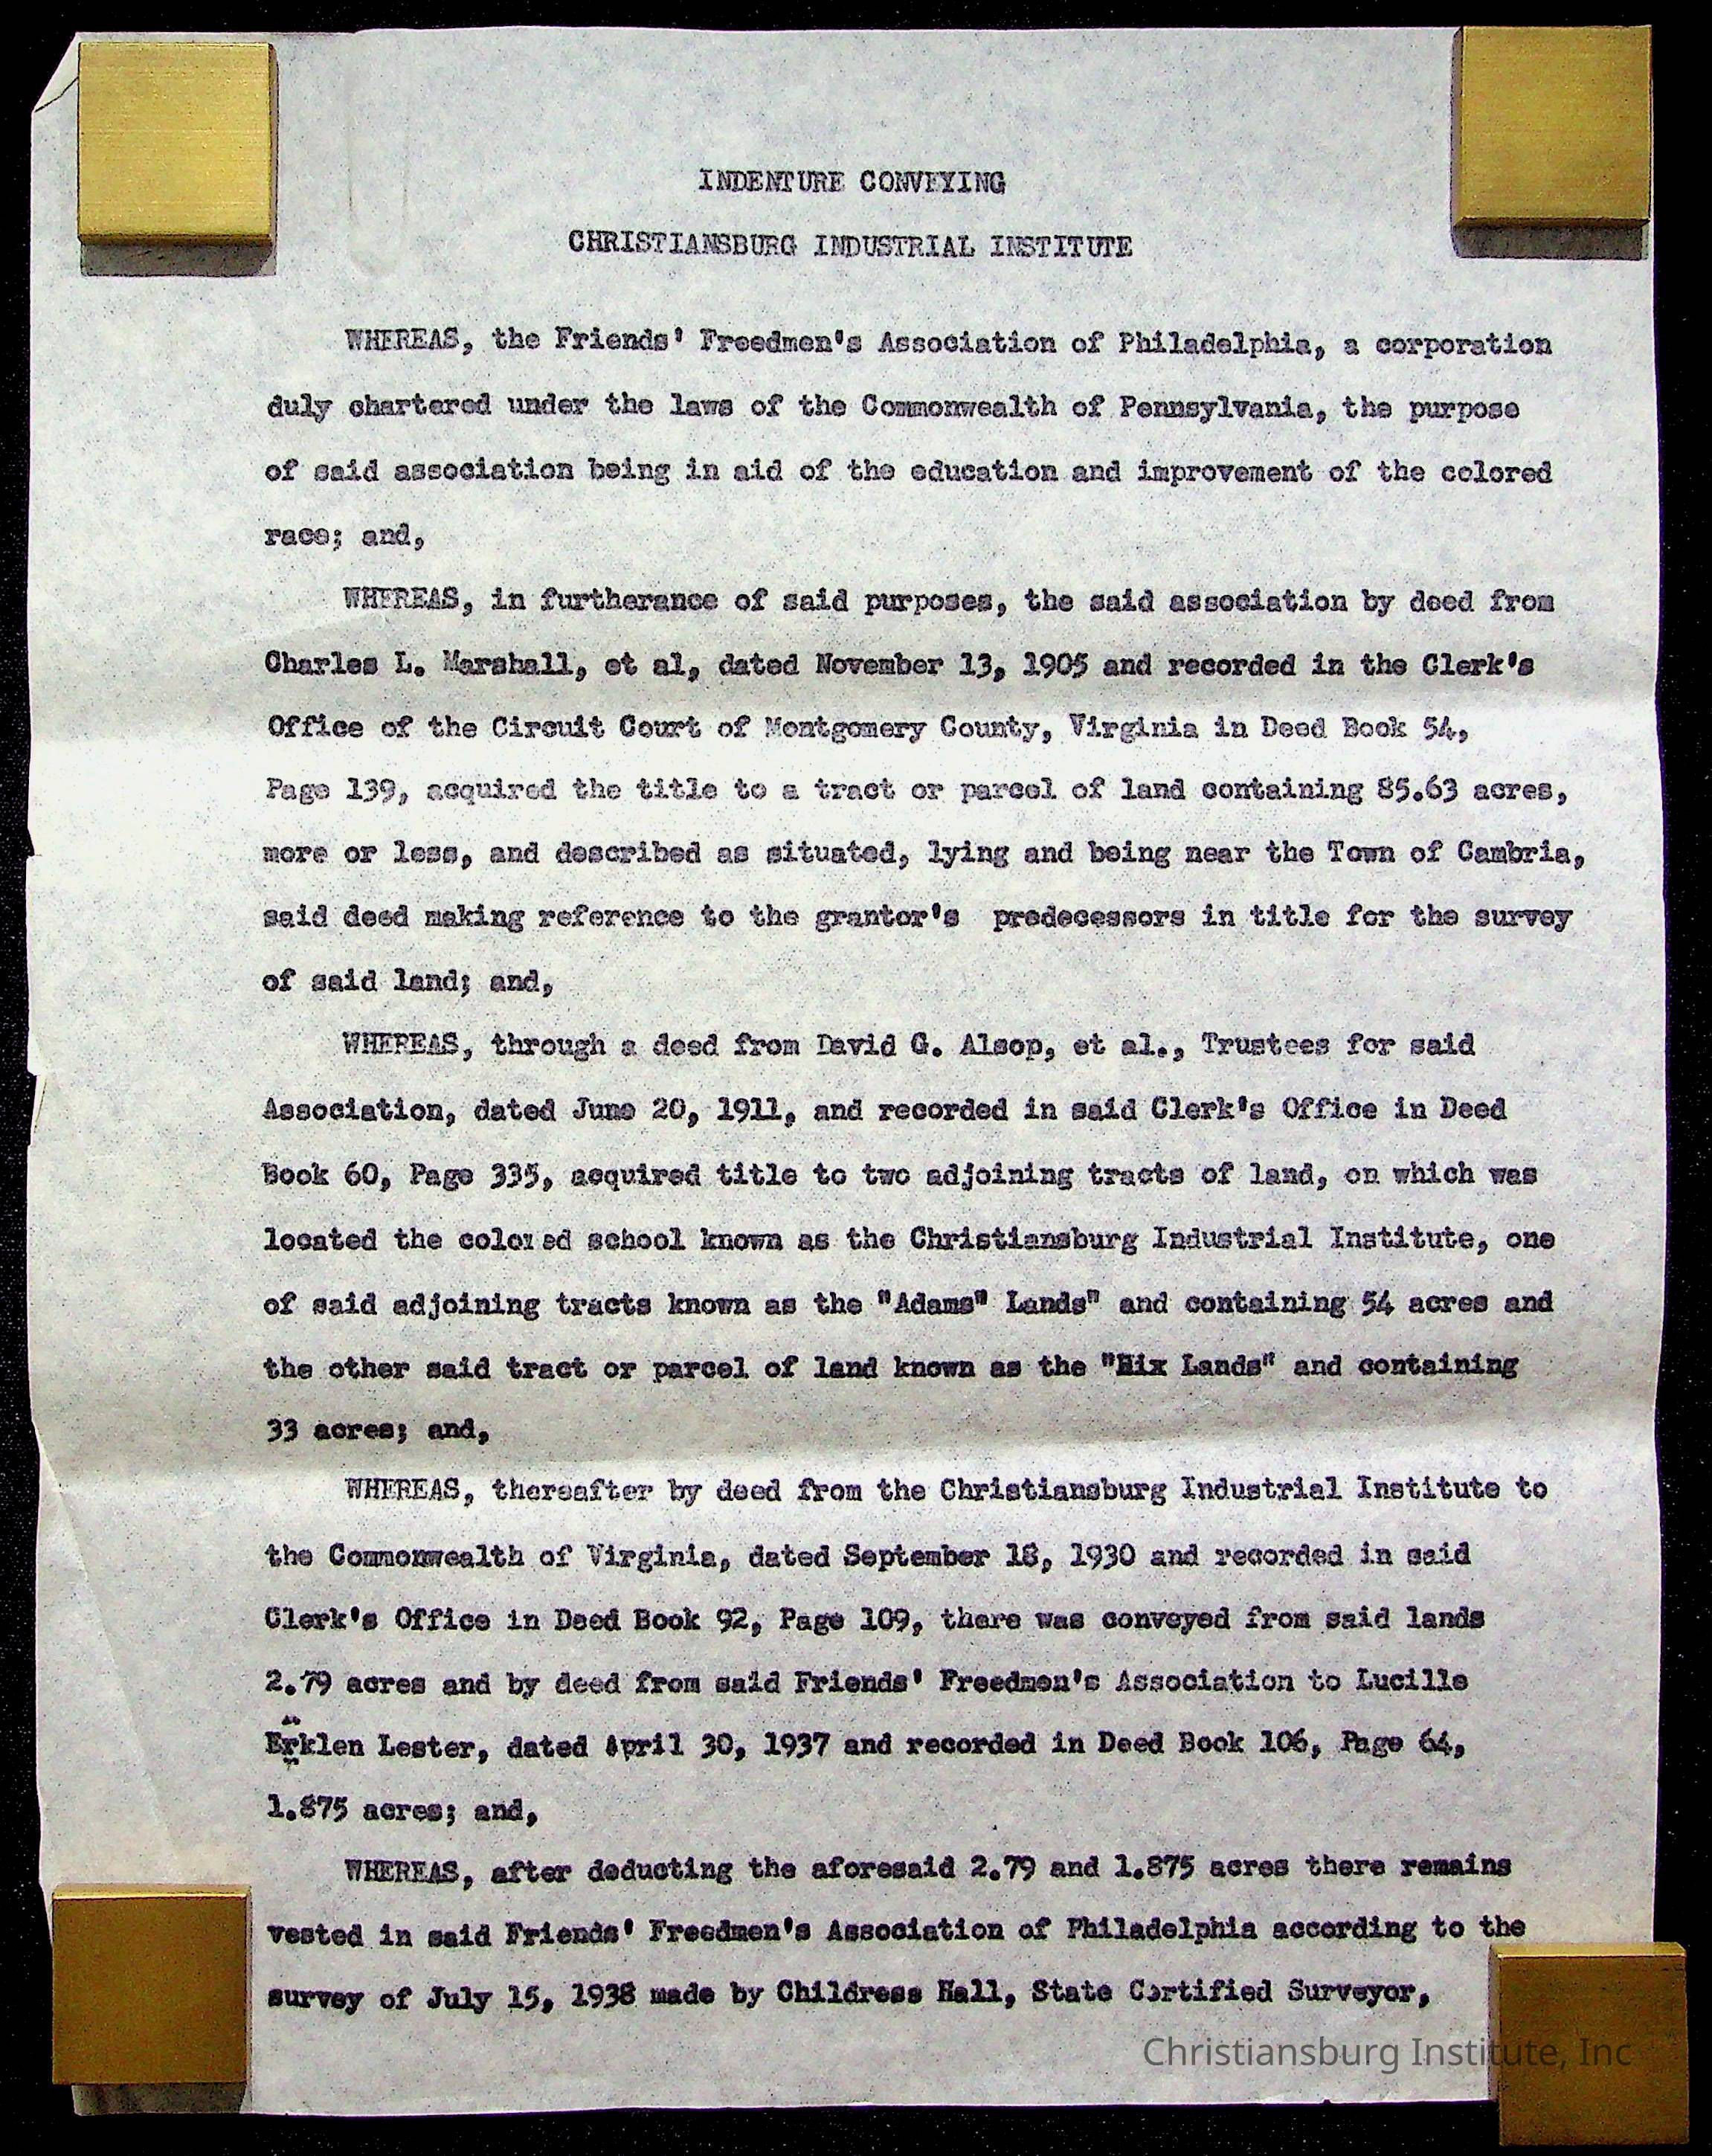 INDENTURE CONVEYING
CHRISTIANSBURG INDUSTRIAL INSTITUTE
WHEREAS, the Friends' Freedmen's Association of Philadelphia, a corporation
duly chartered under the laws of the Commonwealth of Pennsylvania, the purpose
of said association being in aid of the education and improvement of the colored
race; and,
WHEREAS, in furtherance of said purposes, the said association by deed from
Charles L. Marshall, et al, dated November 13, 1905 and recorded in the Clerk's
Office of the Circuit Court of Montgomery County, Virginia in Deed Book 54,
Page 139, acquired the title to a tract or parcel of land containing 85.63 acres,
more or less, and described as situated, lying and being near the Town of Cambria,
said deed making reference to the grantor's predecessors in title for the survey
of said land; and,
WHEREAS, through a deed from David G. Alsop, et al., Trustees for said
Association, dated June 20, 1911, and recorded in said Clerk's Office in Deed
Book 60, Page 335, acquired title to two adjoining tracts of land, on which was
located the colored school known as the Christiansburg Industrial Institute, one
of said adjoining tracts known as the "Adams" Lands" and containing 54 acres and
the other said tract or parcel of land known as the "Hix Lands" and containing
33 acres; and,
WHEREAS, thereafter by deed from the Christiansburg Industrial Institute to
the Commonwealth of Virginia, dated September 18, 1930 and recorded in said
Clerk's Office in Deed Book 92, Page 109, there was conveyed from said lands
2.79 acres and by deed from said Friends' Freedmen's Association to Lucille
Erklen Lester, dated April 30, 1937 and recorded in Deed Book 106, Page 64,
1.875 acres; and,
WHEREAS, after deducting the aforesaid 2.79 and 1.875 acres there remains
vested in said Friends' Freedmen's Association of Philadelphia according to the
survey of July 15, 1938 made by Childress Hall, State Certified Surveyor,
Christiansburg Institute, Inc